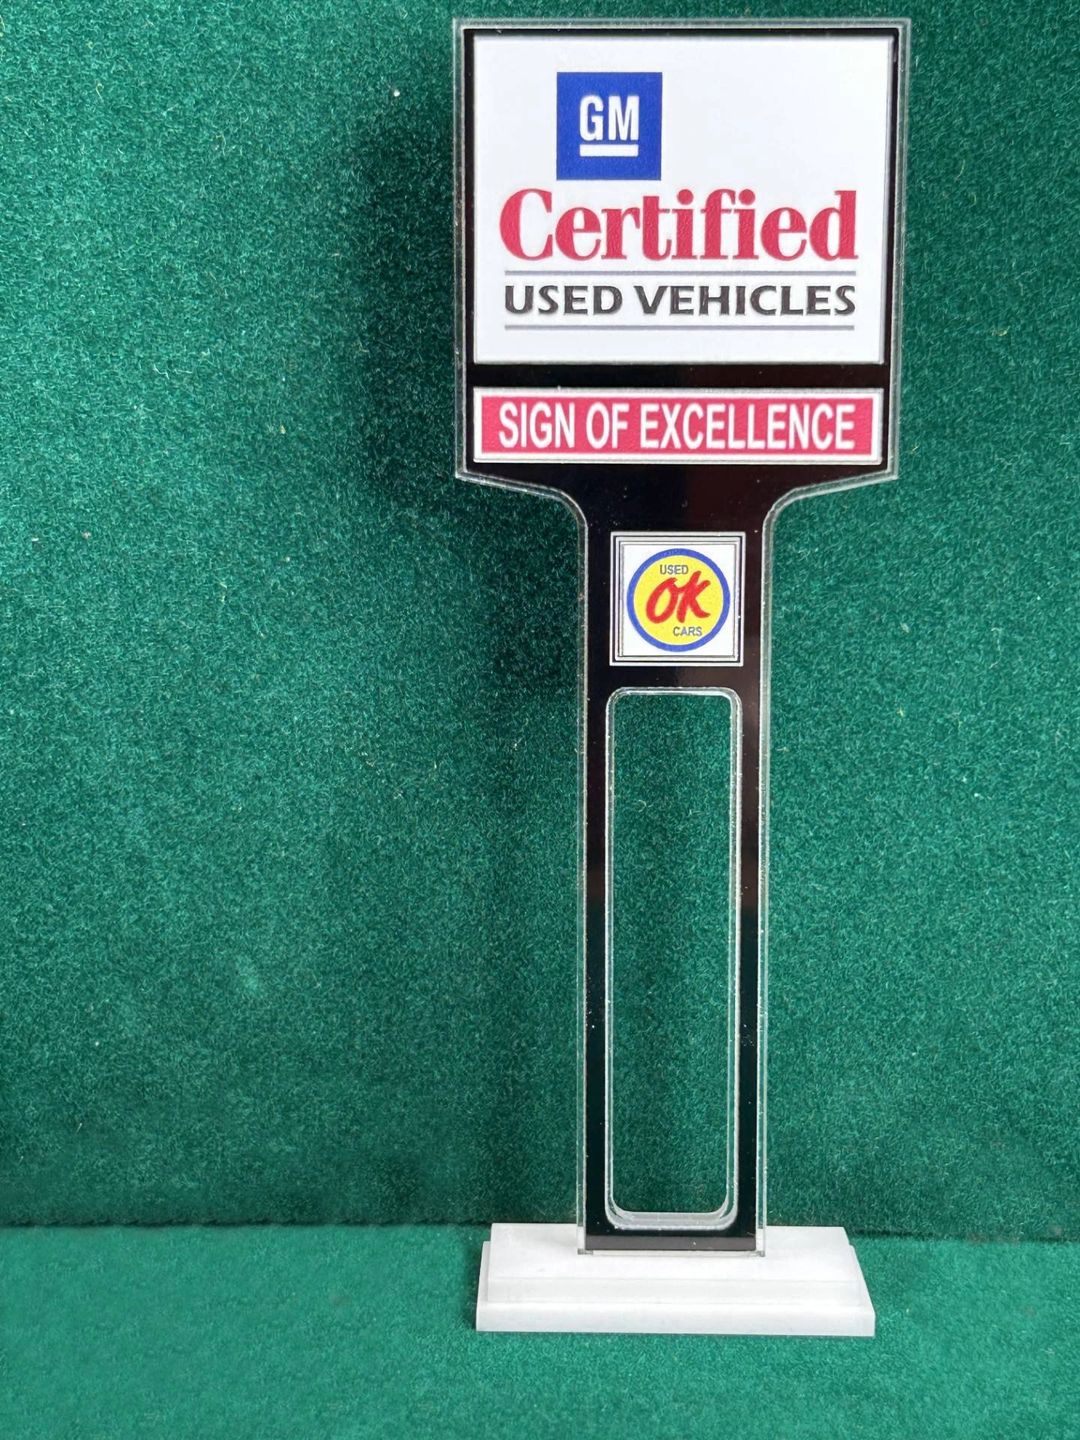 GM
Certified
USED VEHICLES
SIGN OF EXCELLENCE
USED
OK
CARS